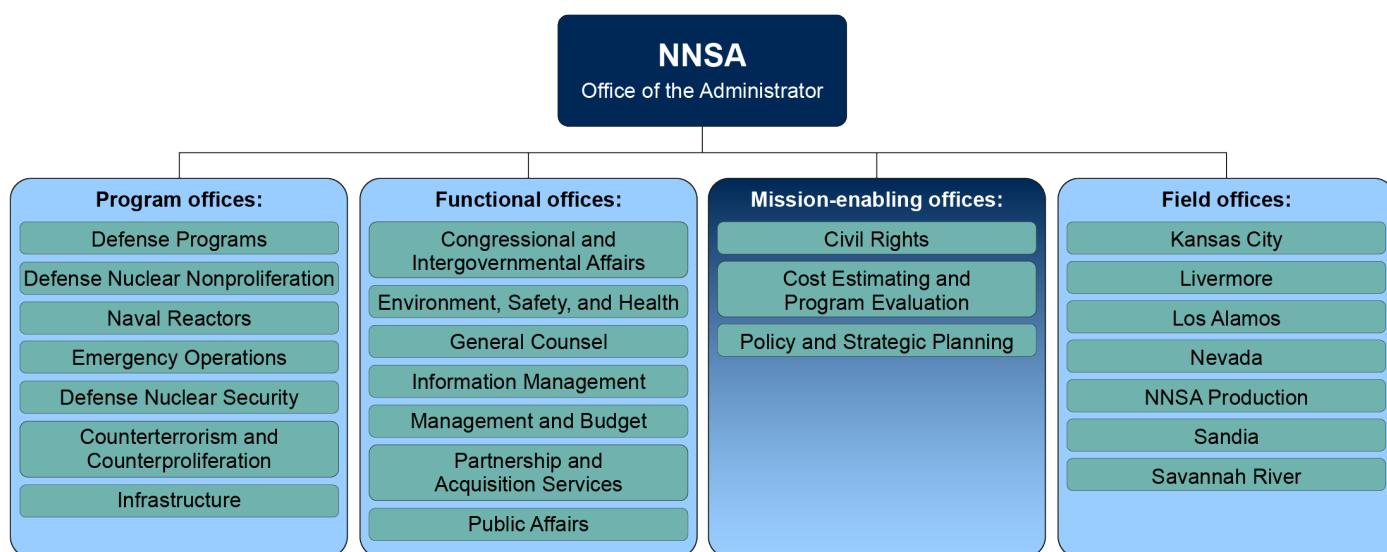 NNSA
Office of the Administrator
Program offices:
Defense Programs
Defense Nuclear Nonproliferation
Naval Reactors
Emergency Operations
Defense Nuclear Security
Counterterrorism and
Counterproliferation
Infrastructure
Functional offices:
Congressional and
Intergovernmental Affairs
Environment, Safety, and Health
General Counsel
Information Management
Management and Budget
Partnership and
Acquisition Services
Public Affairs
Mission-enabling offices:
Civil Rights
Cost Estimating and
Program Evaluation
Policy and Strategic Planning
Field offices:
Kansas City
Livermore
Los Alamos
Nevada
NNSA Production
Sandia
Savannah River